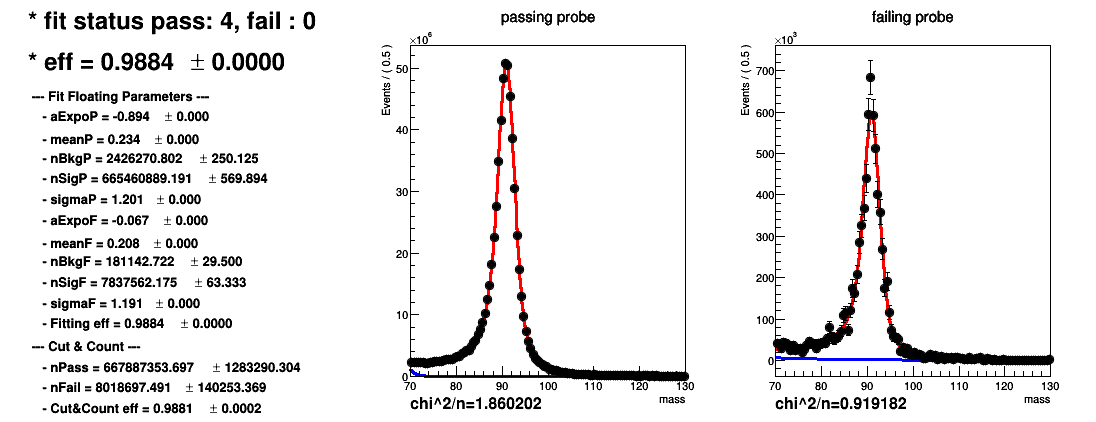 * fit status pass: 4, fail : 0
* eff = 0.9884 ± 0.0000
--- Fit Floating Parameters ---
- aExpoP = -0.894 ± 0.000
- meanP = 0.234 ± 0.000
- nBkgP = 2426270.802 ± 250.125
- nSigP = 665460889.191 ± 569.894
- sigmaP = 1.201 ± 0.000
- aExpoF = -0.067 ± 0.000
- meanF = 0.208 ± 0.000
- nBkgF = 181142.722 ± 29.500
- nSigF = 7837562.175 ± 63.333
- sigmaF = 1.191 ± 0.000
- Fitting eff = 0.9884 ± 0.0000
--- Cut & Count ---
- nPass = 667887353.697 ± 1283290.304
- nFail = 8018697.491 ± 140253.369
- Cut&Count eff = 0.9881 ± 0.0002
passing probe
×10^6
Events / ( 0.5 )
50
40
30
20
10
0
70 80 90 100 110 120 130
mass
chi^2/n=1.860202
failing probe
×10^3
Events / ( 0.5 )
700
600
500
400
300
200
100
0
70 80 90 100 110 120 130
mass
chi^2/n=0.919182